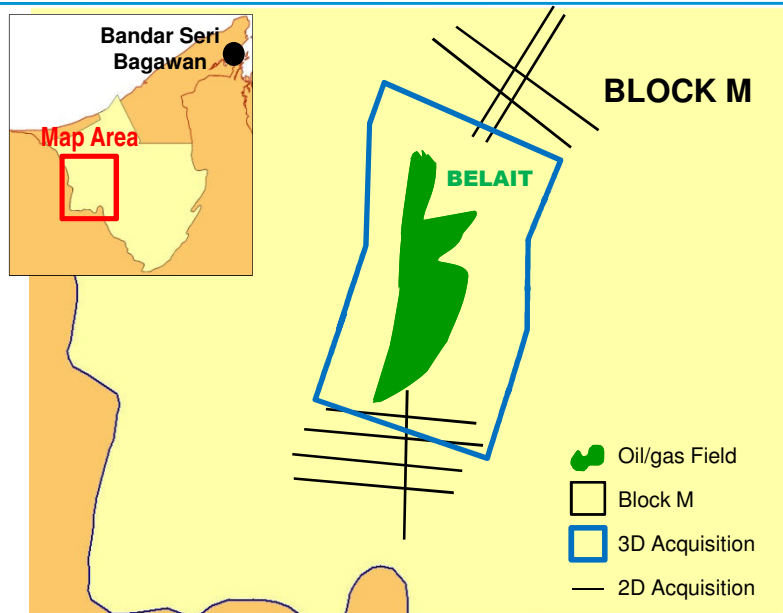 Bandar Seri
Bagawan
Map Area
BLOCK M
BELAIT
Oil/gas Field
Block M
3D Acquisition
2D Acquisition